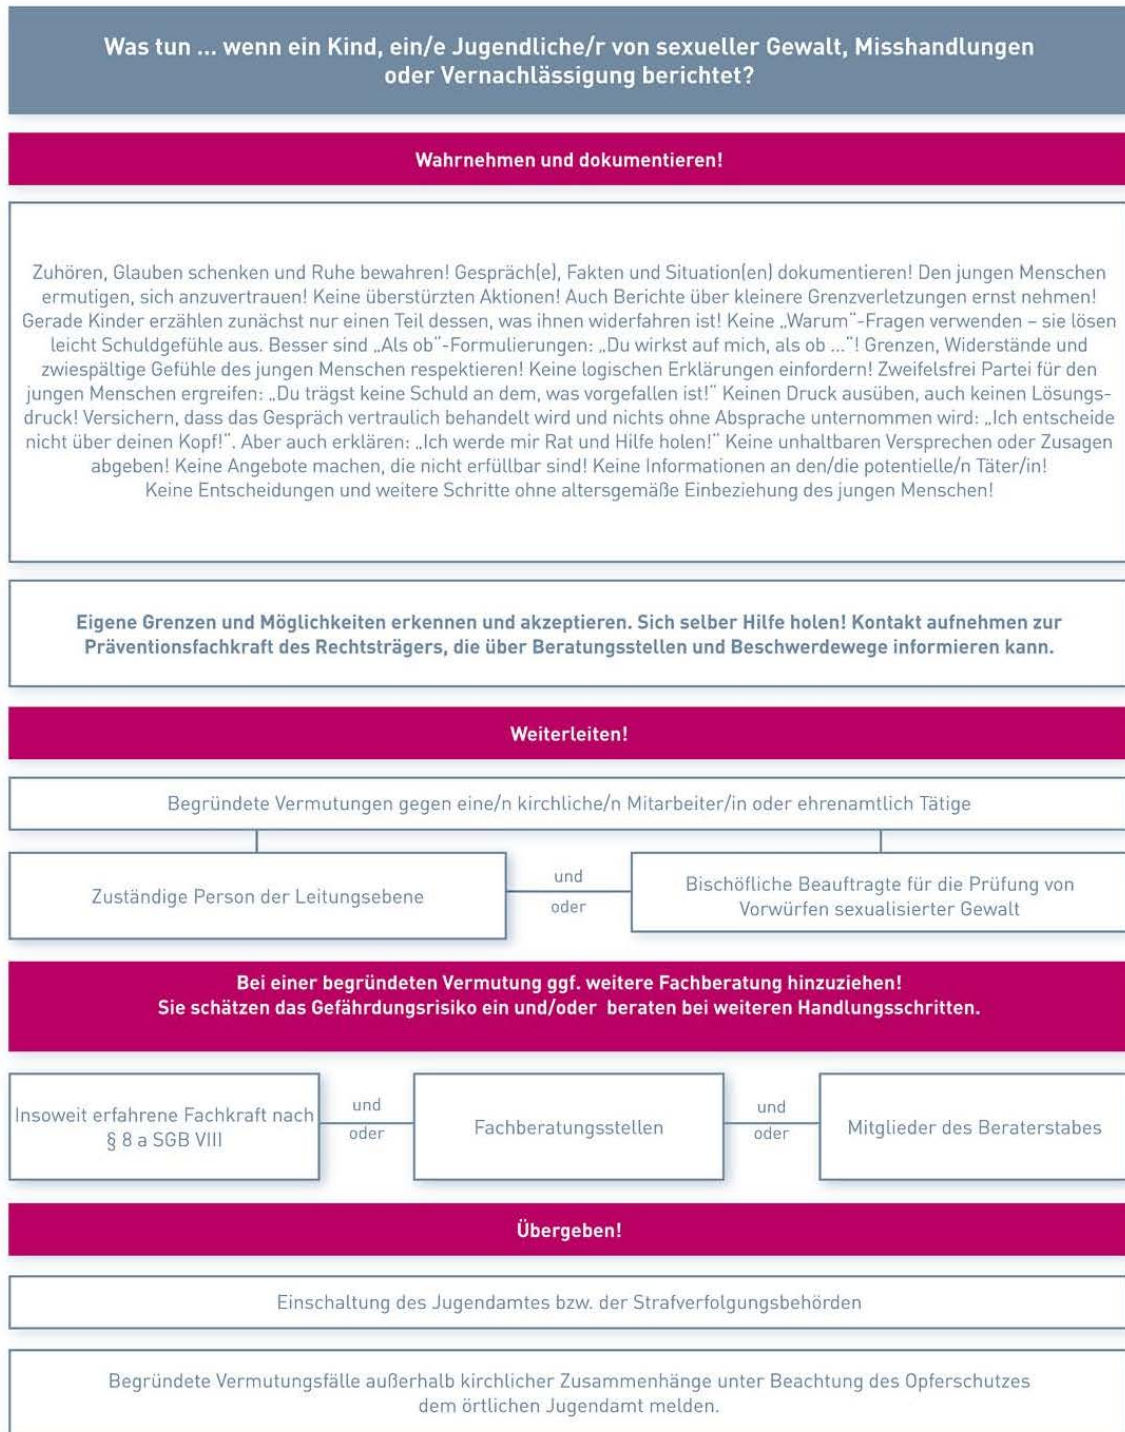 Was tun ... wenn ein Kind, ein/e Jugendliche/r von sexueller Gewalt, Misshandlungen
oder Vernachlässigung berichtet?
Wahrnehmen und dokumentieren!
Zuhören, Glauben schenken und Ruhe bewahren! Gespräch(e), Fakten und Situation(en) dokumentieren! Den jungen Menschen
ermutigen, sich anzuvertrauen! Keine überstürzten Aktionen! Auch Berichte über kleinere Grenzverletzungen ernst nehmen!
Gerade Kinder erzählen zunächst nur einen Teil dessen, was ihnen widerfahren ist! Keine „Warum“-Fragen verwenden – sie lösen
leicht Schuldgefühle aus. Besser sind „Als ob“-Formulierungen: „Du wirkst auf mich, als ob ...“! Grenzen, Widerstände und
zwiespältige Gefühle des jungen Menschen respektieren! Keine logischen Erklärungen einfordern! Zweifelsfrei Partei für den
jungen Menschen ergreifen: „Du trägst keine Schuld an dem, was vorgefallen ist!“ Keinen Druck ausüben, auch keinen Lösungs-
druck! Versichern, dass das Gespräch vertraulich behandelt wird und nichts ohne Absprache unternommen wird: „Ich entscheide
nicht über deinen Kopf!“. Aber auch erklären: „Ich werde mir Rat und Hilfe holen!“ Keine unhaltbaren Versprechen oder Zusagen
abgeben! Keine Angebote machen, die nicht erfüllbar sind! Keine Informationen an den/die potentielle/n Täter/in!
Keine Entscheidungen und weitere Schritte ohne altersgemäße Einbeziehung des jungen Menschen!
Eigene Grenzen und Möglichkeiten erkennen und akzeptieren. Sich selber Hilfe holen! Kontakt aufnehmen zur
Präventionsfachkraft des Rechtsträgers, die über Beratungsstellen und Beschwerdewege informieren kann.
Weiterleiten!
Begründete Vermutungen gegen eine/n kirchliche/n Mitarbeiter/in oder ehrenamtlich Tätige
Zuständige Person der Leitungsebene
und
oder
Bischöfliche Beauftragte für die Prüfung von
Vorwürfen sexualisierter Gewalt
Bei einer begründeten Vermutung ggf. weitere Fachberatung hinzuziehen!
Sie schätzen das Gefährdungsrisiko ein und/oder beraten bei weiteren Handlungsschritten.
Insoweit erfahrene Fachkraft nach
§ 8 a SGB VIII
und
oder
Fachberatungsstellen
und
oder
Mitglieder des Beraterstabes
Übergeben!
Einschaltung des Jugendamtes bzw. der Strafverfolgungsbehörden
Begründete Vermutungsfälle außerhalb kirchlicher Zusammenhänge unter Beachtung des Opferschutzes
dem örtlichen Jugendamt melden.